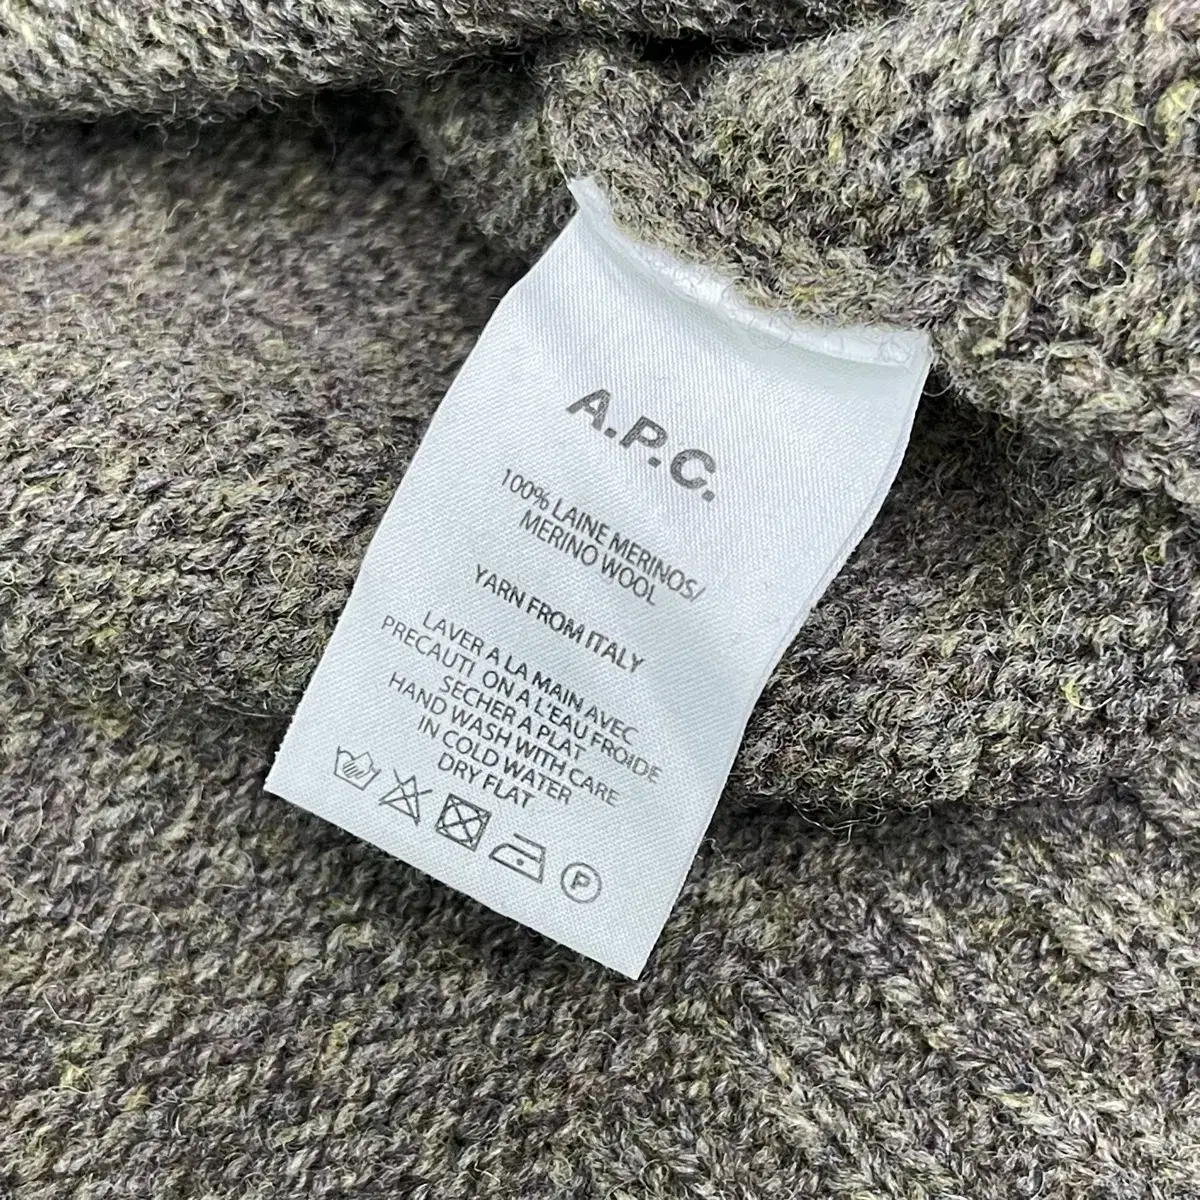 A.P.C.
100% LAINE MERINOS/
MERINO WOOL
YARN FROM ITALY
LAVER A LA MAIN AVEC
PRECAUTI ON A L'EAU FROIDE
SECHER A PLAT
HAND WASH WITH CARE
IN COLD WATER
DRY FLAT
P